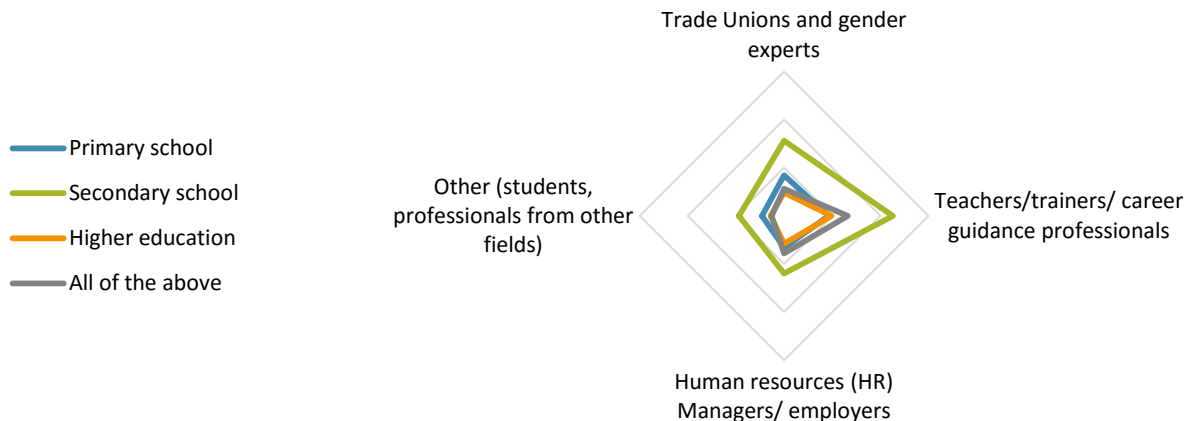 Trade Unions and gender
experts
Primary school
Secondary school
Higher education
All of the above
Other (students,
professionals from other
fields)
Teachers/trainers/ career
guidance professionals
Human resources (HR)
Managers/ employers